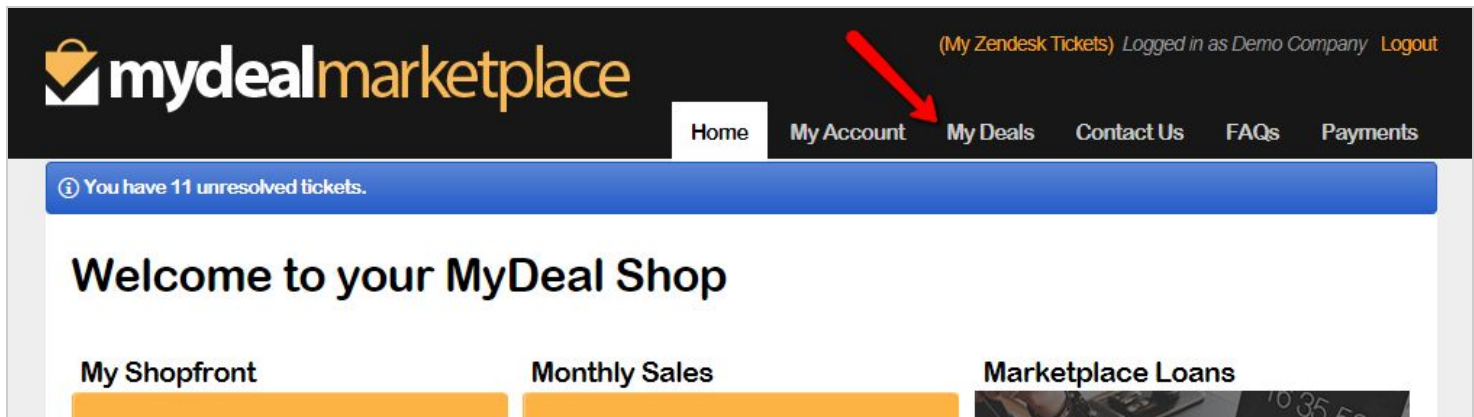 (My Zendesk Tickets) Logged in as Demo Company Logout
mydealmarketplace
Home My Account My Deals Contact Us FAQs Payments
You have 11 unresolved tickets.
Welcome to your MyDeal Shop
My Shopfront Monthly Sales Marketplace Loans